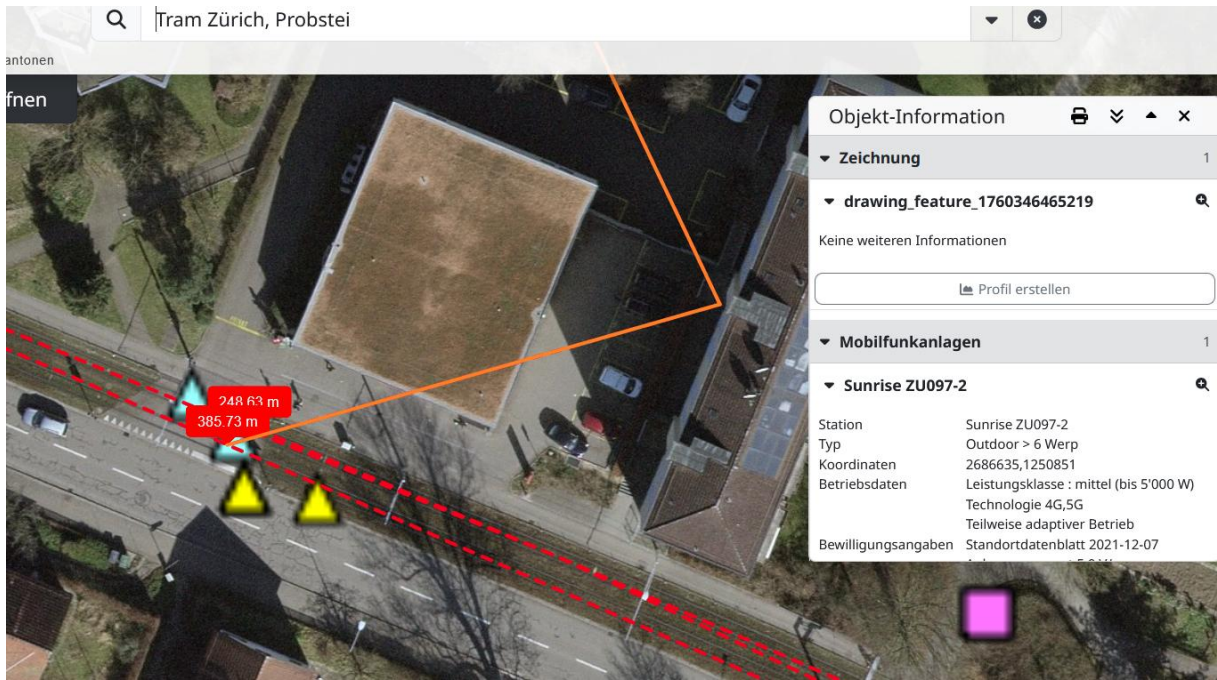 Tram Zürich, Probstei
antonen
fnen
Objekt-Information
Zeichnung 1
drawing_feature_1760346465219
Keine weiteren Informationen
Profil erstellen
Mobilfunkanlagen 1
Sunrise ZU097-2
Station Sunrise ZU097-2
Typ Outdoor > 6 Werp
Koordinaten 2686635,1250851
Betriebsdaten Leistungsklasse : mittel (bis 5'000 W)
Technologie 4G,5G
Teilweise adaptiver Betrieb
Bewilligungsangaben Standortdatenblatt 2021-12-07
248.63 m
385.73 m